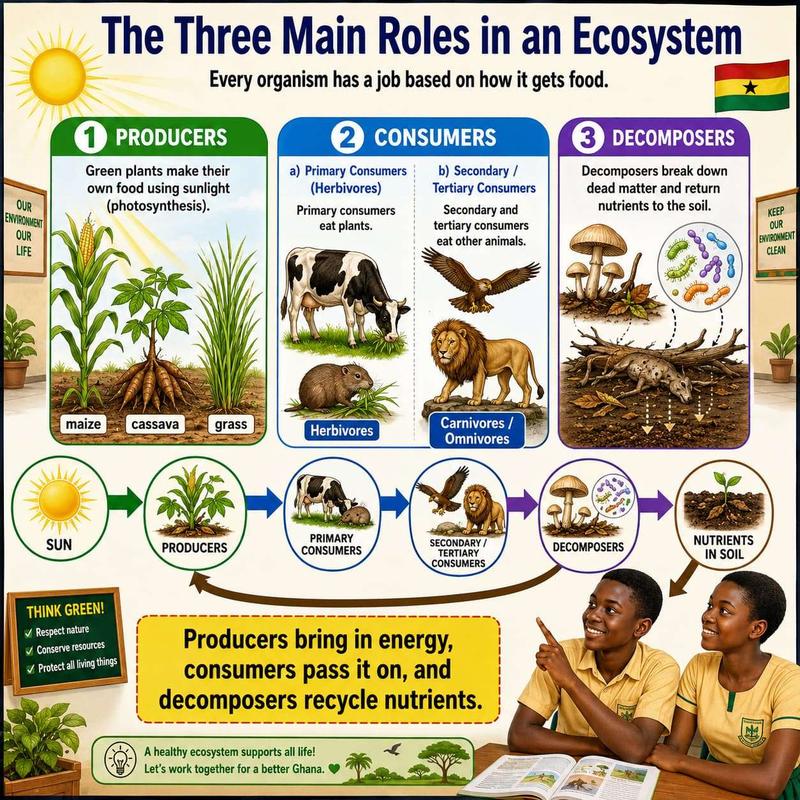 The Three Main Roles in an Ecosystem
Every organism has a job based on how it gets food.
OUR
ENVIRONMENT
OUR
LIFE
1 PRODUCERS
Green plants make their
own food using sunlight
(photosynthesis).
maize
cassava
grass
2 CONSUMERS
a) Primary Consumers
(Herbivores)
Primary consumers
eat plants.
Herbivores
b) Secondary /
Tertiary Consumers
Secondary and
tertiary consumers
eat other animals.
Carnivores /
Omnivores
3 DECOMPOSERS
Decomposers break down
dead matter and return
nutrients to the soil.
KEEP
OUR
ENVIRONMENT
CLEAN
SUN
PRODUCERS
PRIMARY
CONSUMERS
SECONDARY /
TERTIARY
CONSUMERS
DECOMPOSERS
NUTRIENTS
IN SOIL
THINK GREEN!
✓ Respect nature
✓ Conserve resources
✓ Protect all living things
Producers bring in energy,
consumers pass it on, and
decomposers recycle nutrients.
A healthy ecosystem supports all life!
Let's work together for a better Ghana.